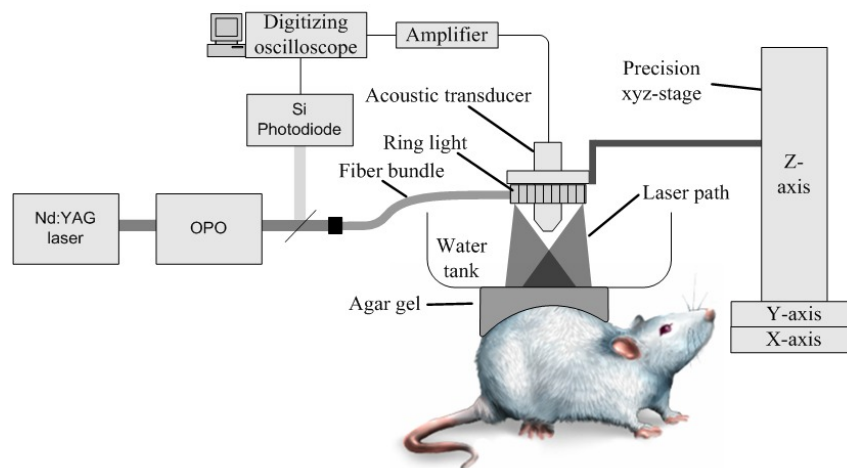 Digitizing
oscilloscope
Amplifier
Precision
xyz-stage
Acoustic transducer
Si
Photodiode
Ring light
Fiber bundle
Z-
axis
Laser path
Nd:YAG
laser
OPO
Water
tank
Agar gel
Y-axis
X-axis